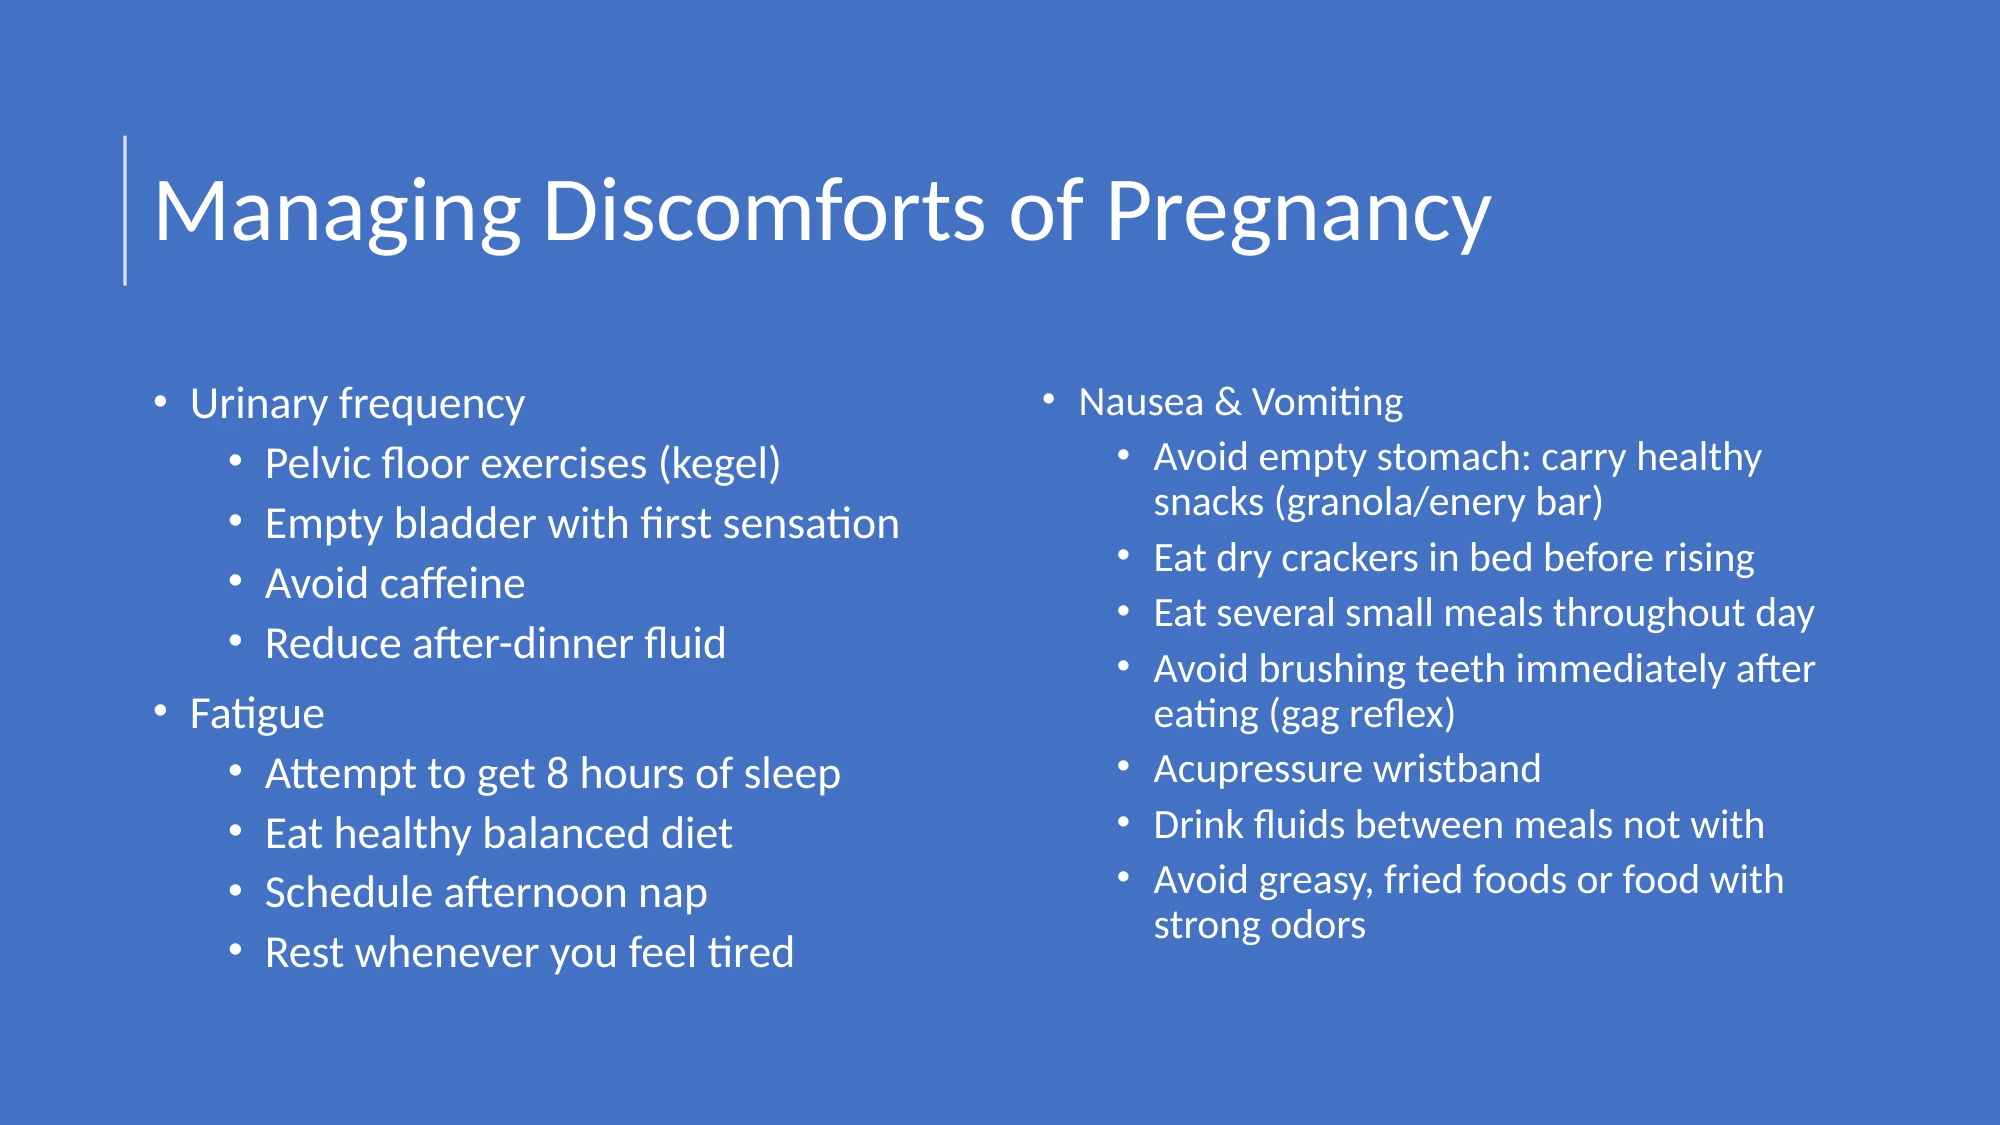 Managing Discomforts of Pregnancy
• Urinary frequency
• Pelvic floor exercises (kegel)
• Empty bladder with first sensation
• Avoid caffeine
• Reduce after-dinner fluid
• Fatigue
• Attempt to get 8 hours of sleep
• Eat healthy balanced diet
• Schedule afternoon nap
• Rest whenever you feel tired
• Nausea & Vomiting
• Avoid empty stomach: carry healthy
snacks (granola/enery bar)
• Eat dry crackers in bed before rising
• Eat several small meals throughout day
• Avoid brushing teeth immediately after
eating (gag reflex)
• Acupressure wristband
• Drink fluids between meals not with
• Avoid greasy, fried foods or food with
strong odors